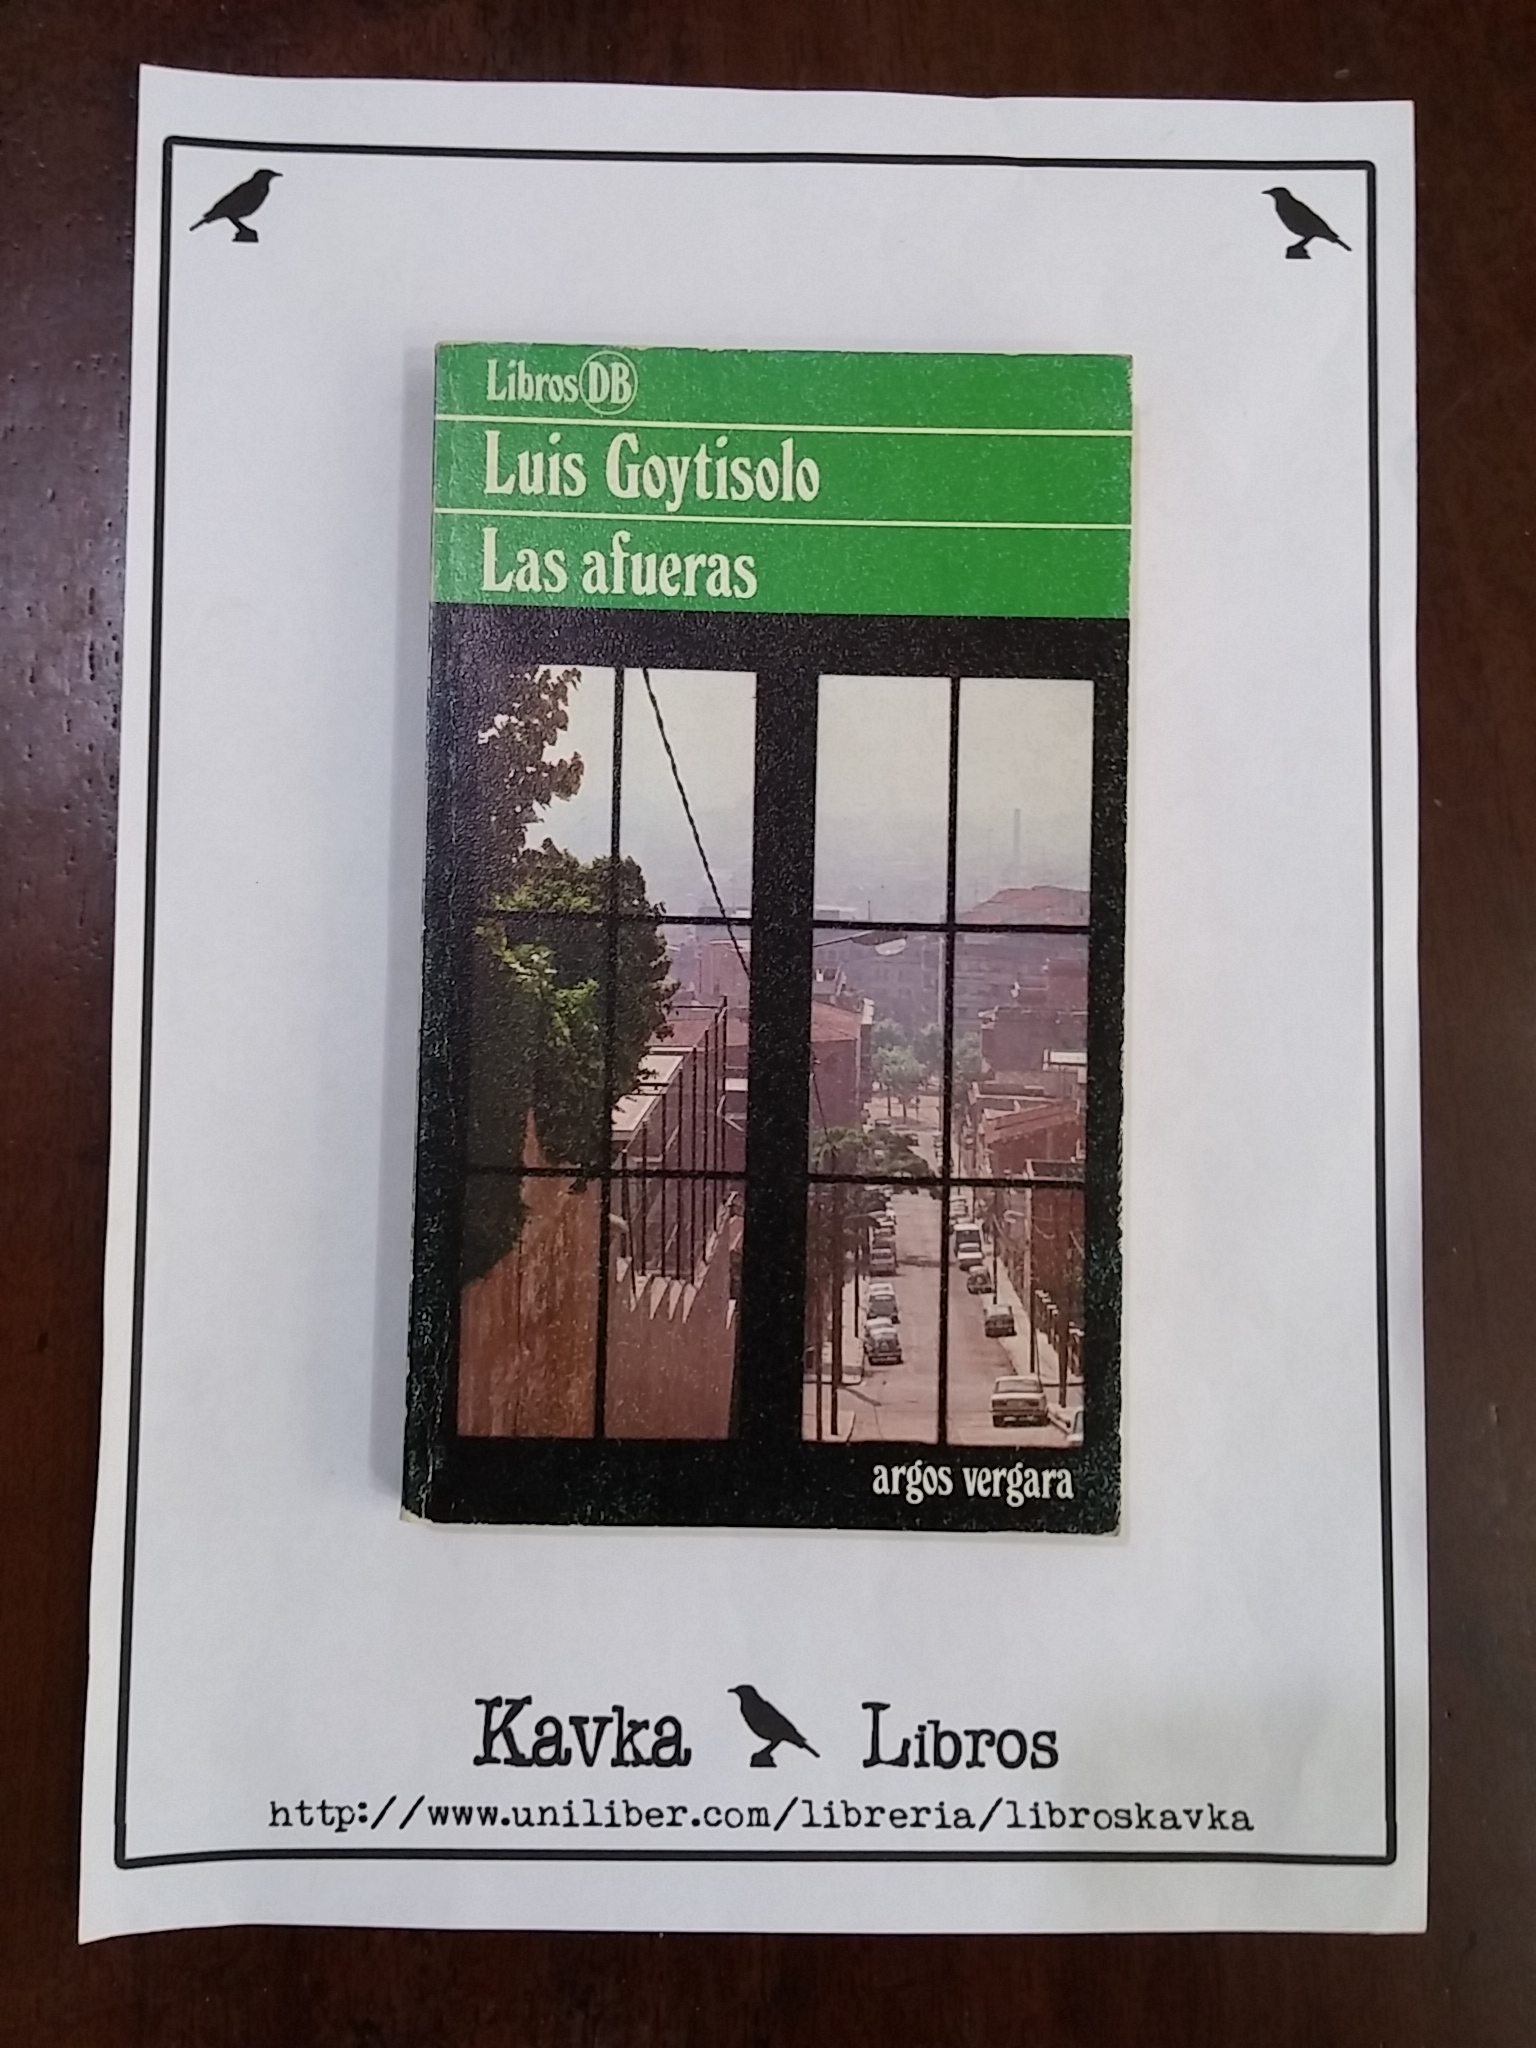 Libros DB
Luis Goytisolo
Las afueras
argos vergara
Kavka Libros
http://www.uniliber.com/libreria/libroskavka